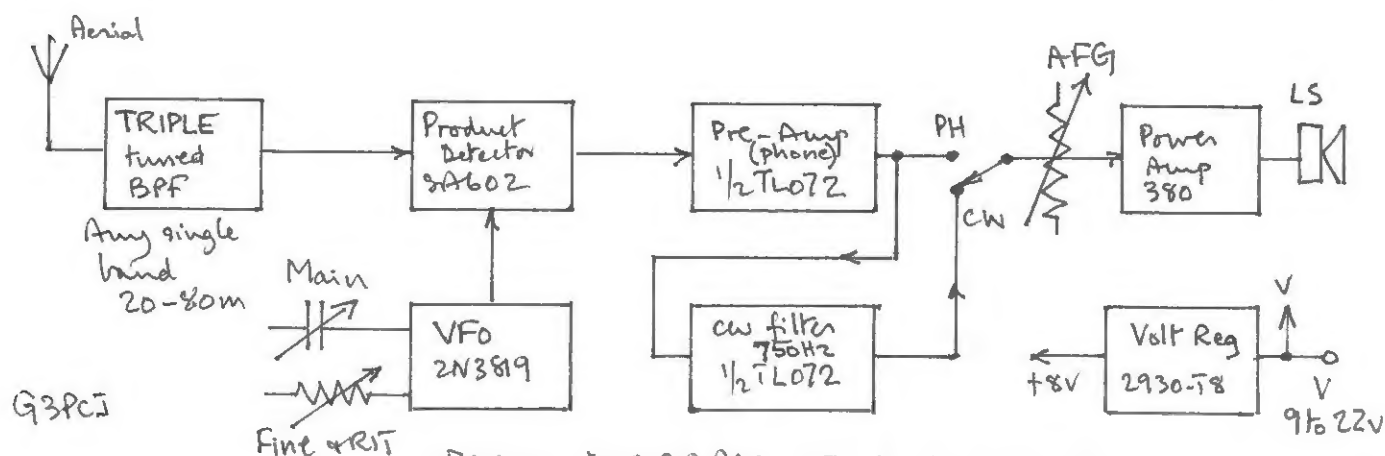 Aerial
TRIPLE
tuned
BPF
Any single
band
20-80m
Product
Detector
SA602
Pre-Amp
(phone)
1/2 TL072
PH
CW
AFG
Power
Amp
380
LS
Main
Fine & RIT
VFO
2N3819
CW filter
750Hz
1/2 TL072
Volt Reg
2930-T8
+8V
V
V
9 to 22V
G3PCJ